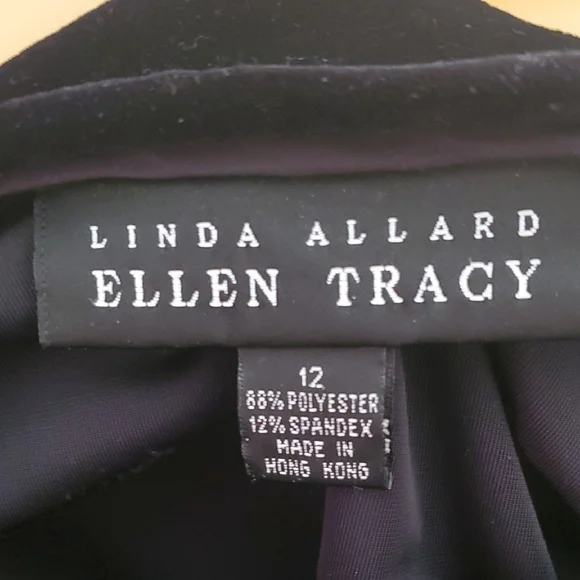 LINDA ALLARD
ELLEN TRACY
12
88% POLYESTER
12% SPANDEX
MADE IN
HONG KONG